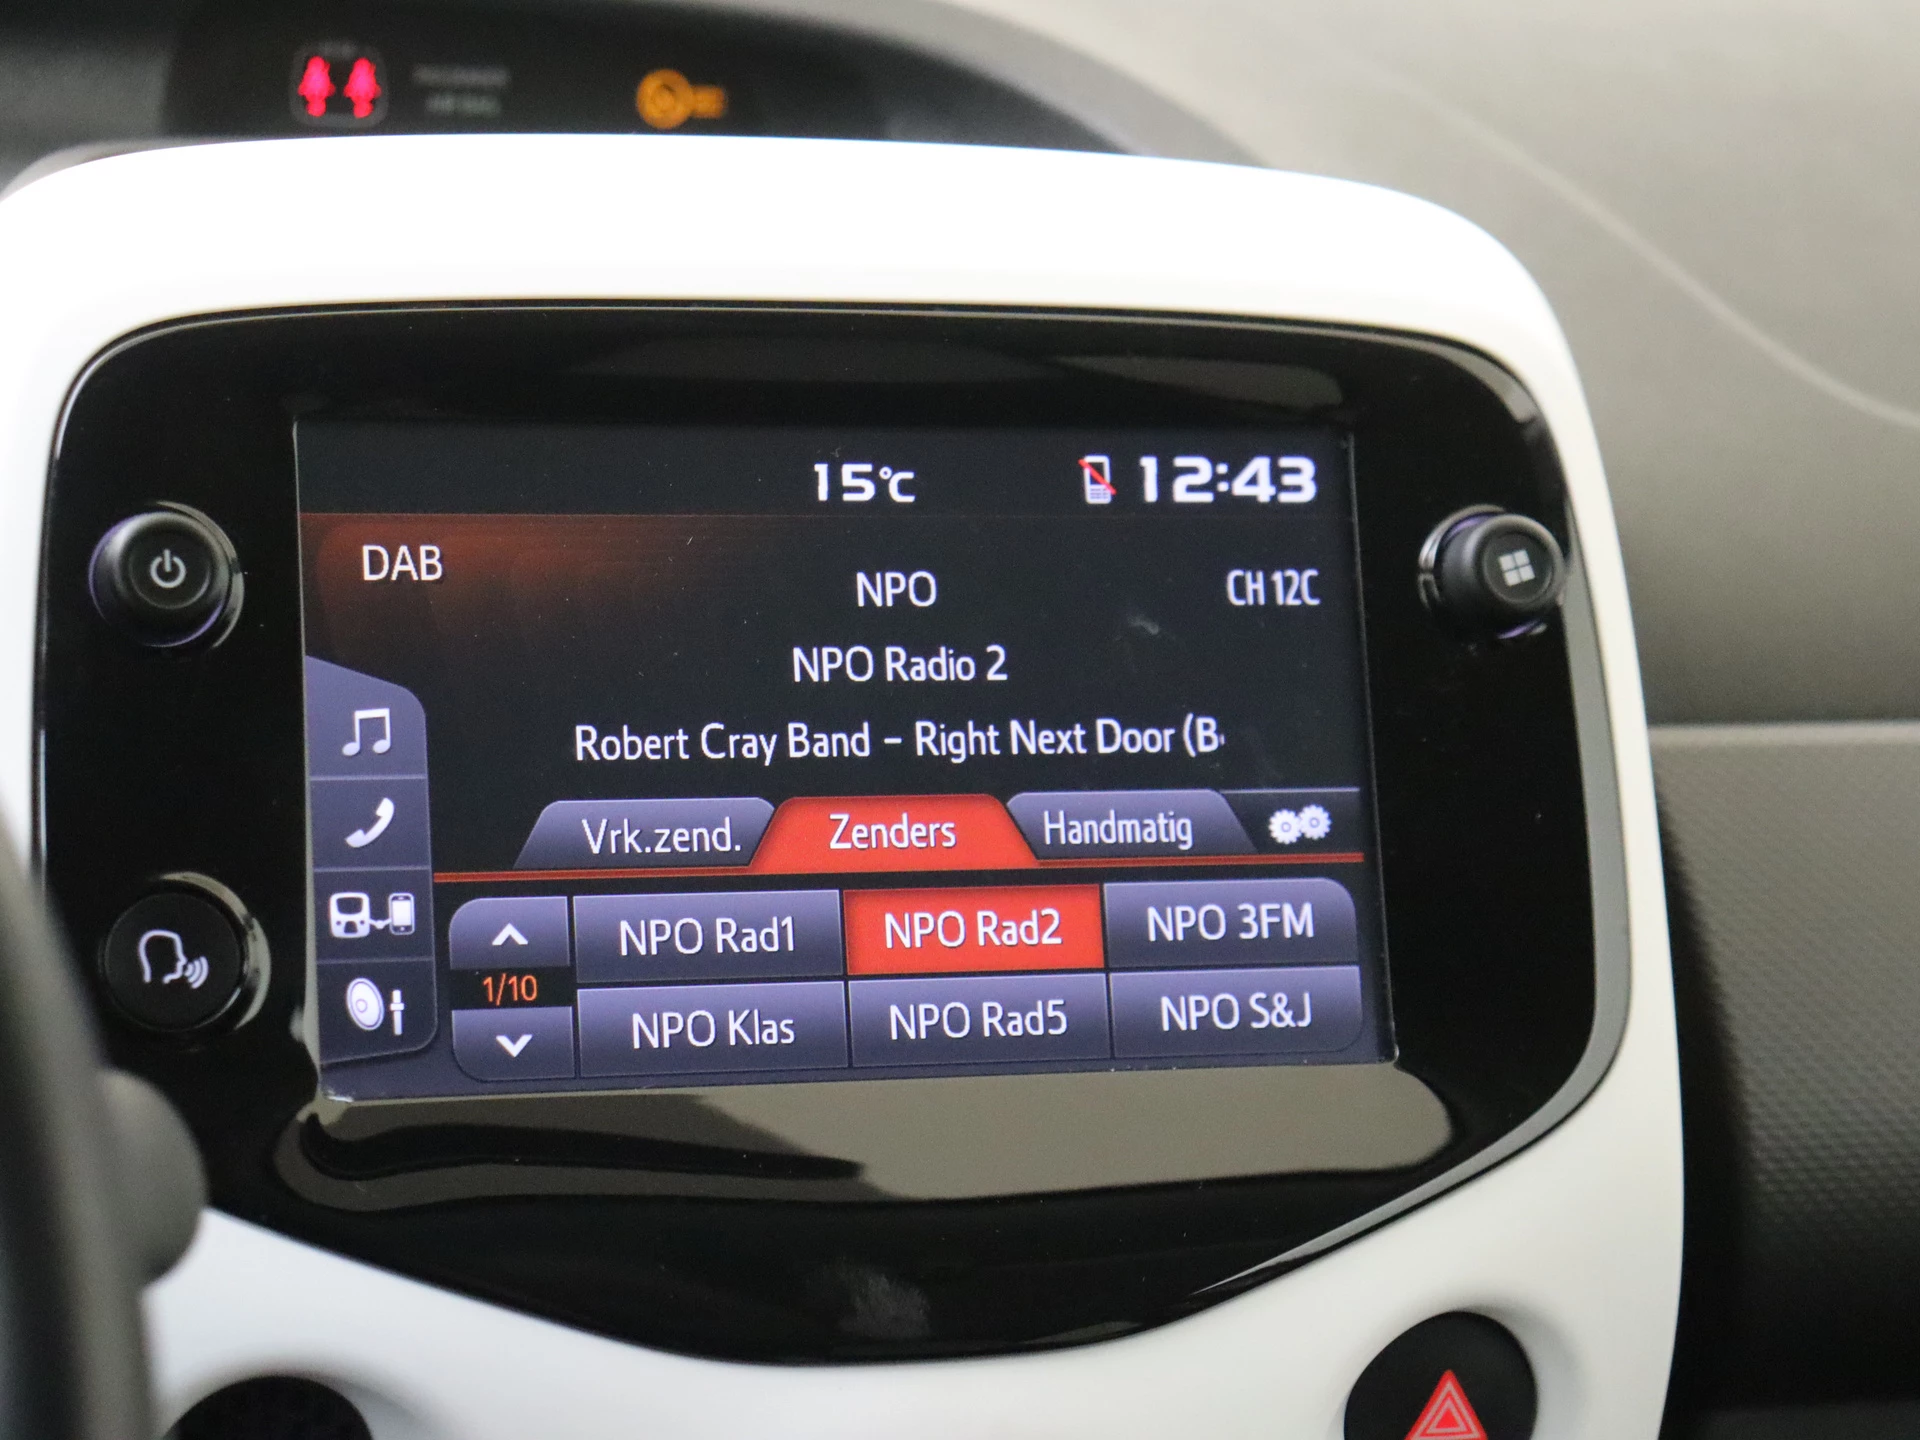 15°C
12:43
DAB
NPO
CH 12C
NPO Radio 2
Robert Cray Band - Right Next Door (B
Vrk.zend.
Zenders
Handmatig
NPO Rad1
NPO Rad2
NPO 3FM
1/10
NPO Klas
NPO Rad5
NPO S&J